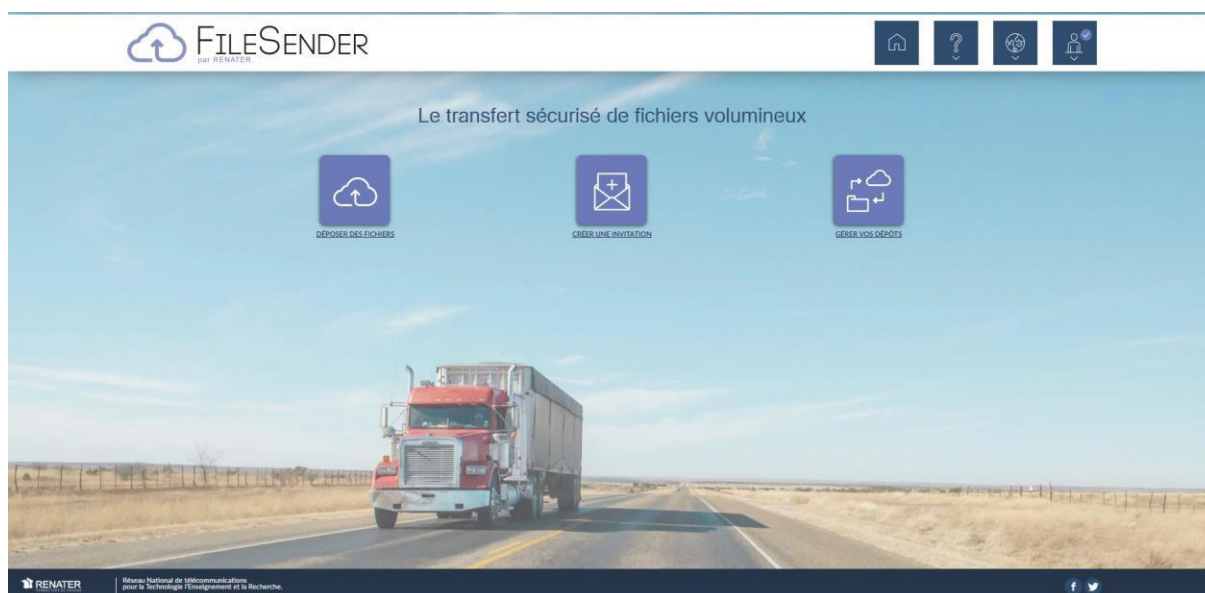 FILESENDER
par RENATER
Le transfert sécurisé de fichiers volumineux
DÉPOSER DES FICHIERS
CRÉER UNE INVITATION
GÉRER VOS DÉPÔTS
RENATER
Réseau National de télécommunications
pour la Technologie l'Enseignement et la Recherche.